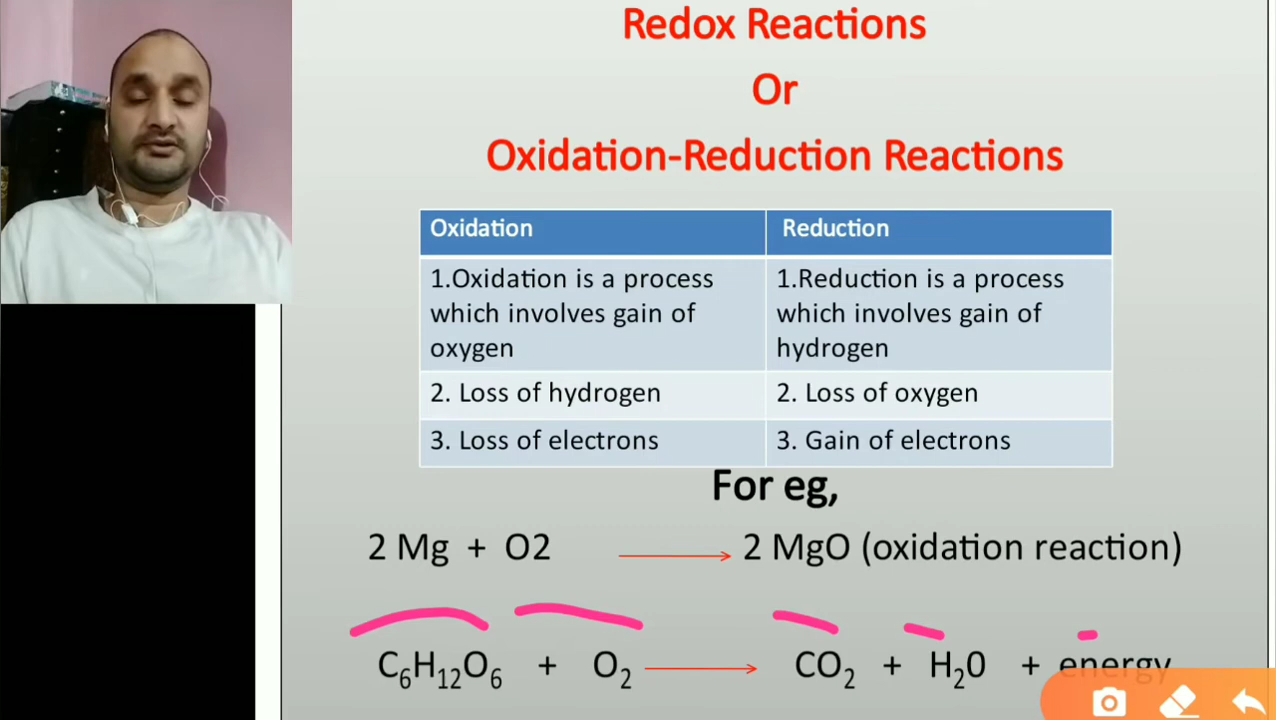 Redox Reactions
Or
Oxidation-Reduction Reactions
Oxidation
Reduction
1.Oxidation is a process
which involves gain of
oxygen
1.Reduction is a process
which involves gain of
hydrogen
2. Loss of hydrogen
2. Loss of oxygen
3. Loss of electrons
3. Gain of electrons
For eg,
2 Mg + O2 → 2 MgO (oxidation reaction)
C₆H₁₂O₆ + O₂ → CO₂ + H₂0 + energy